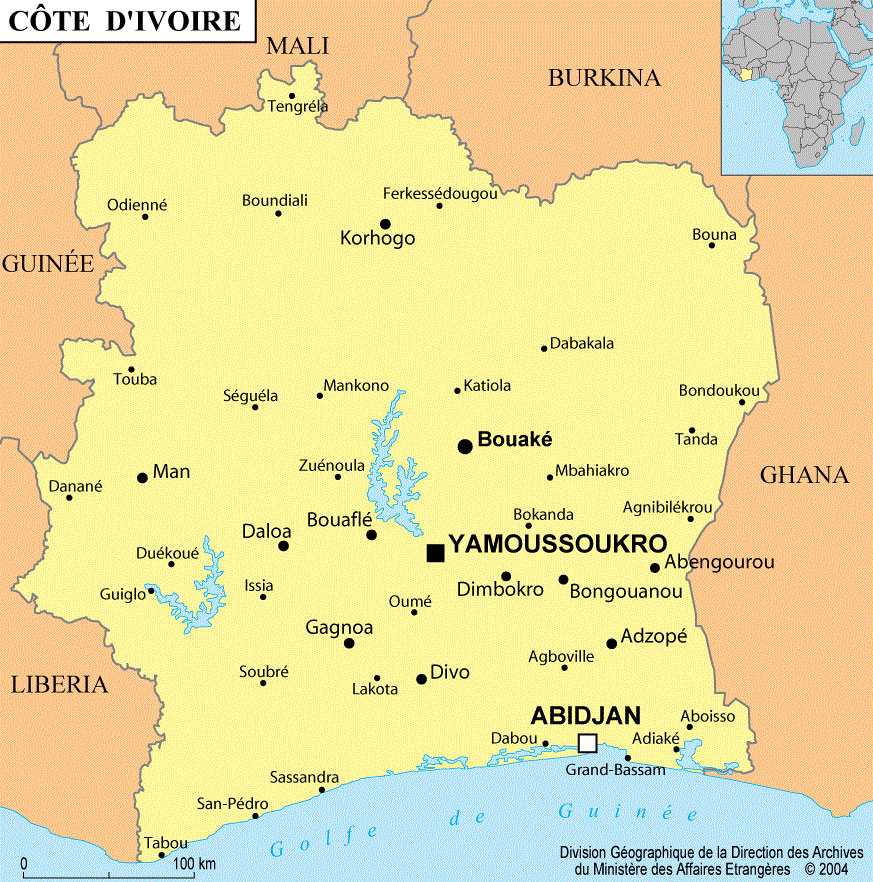 CÔTE D'IVOIRE
MALI
BURKINA
Tengréla
Ferkessédougou
Boundiali
Odienné
Korhogo
Bouna
GUINÉE
Dabakala
Touba
Mankono
Katiola
Séguéla
Bondoukou
Bouaké
Tanda
Zuénoula
Man
Mbahiakro
GHANA
Danané
Agnibilékrou
Bouaflé
Bokanda
Daloa
YAMOUSSOUKRO
Duékoué
Abengourou
Guiglo
Issia
Dimbokro
Bongouanou
Oumé
Gagnoa
Adzopé
Agboville
Soubré
Divo
LIBERIA
Lakota
ABIDJAN
Aboisso
Dabou
Adiaké
Grand-Bassam
Sassandra
San-Pédro
Golfe de Guinée
Tabou
0 100 km
Division Géographique de la Direction des Archives
du Ministère des Affaires Etrangères © 2004